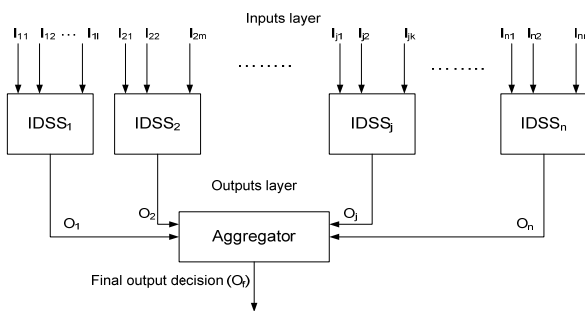 Inputs layer
I11 I12 ... I1l I21 I22 I2m ........ Ij1 Ij2 Ijk ........ In1 In2
IDSS1 IDSS2 IDSSj IDSSn
Outputs layer
O1 O2 Oj On
Aggregator
Final output decision (Of)